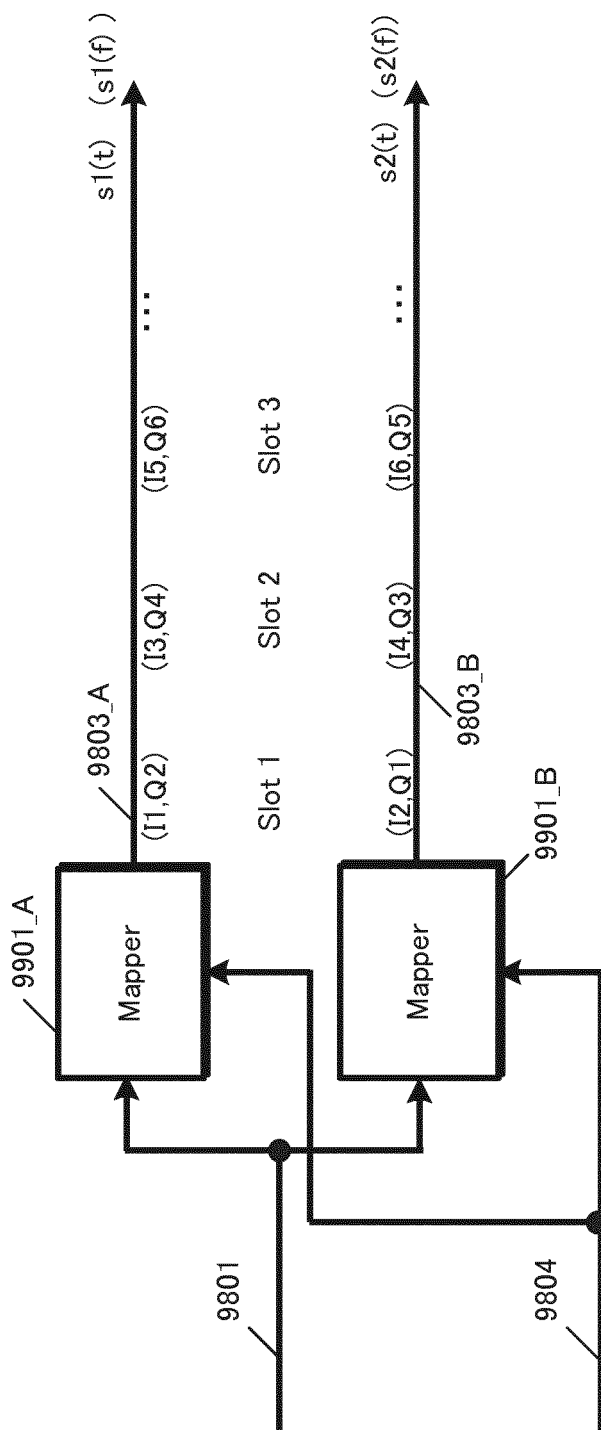 9901_A
Mapper
9803_A
(I1,Q2)
(I3,Q4)
(I5,Q6)
...
s1(t) (s1(f) )
Slot 1
Slot 2
Slot 3
9801
Mapper
9901_B
(I2,Q1)
(I4,Q3)
(I6,Q5)
...
s2(t) (s2(f))
9803_B
9804